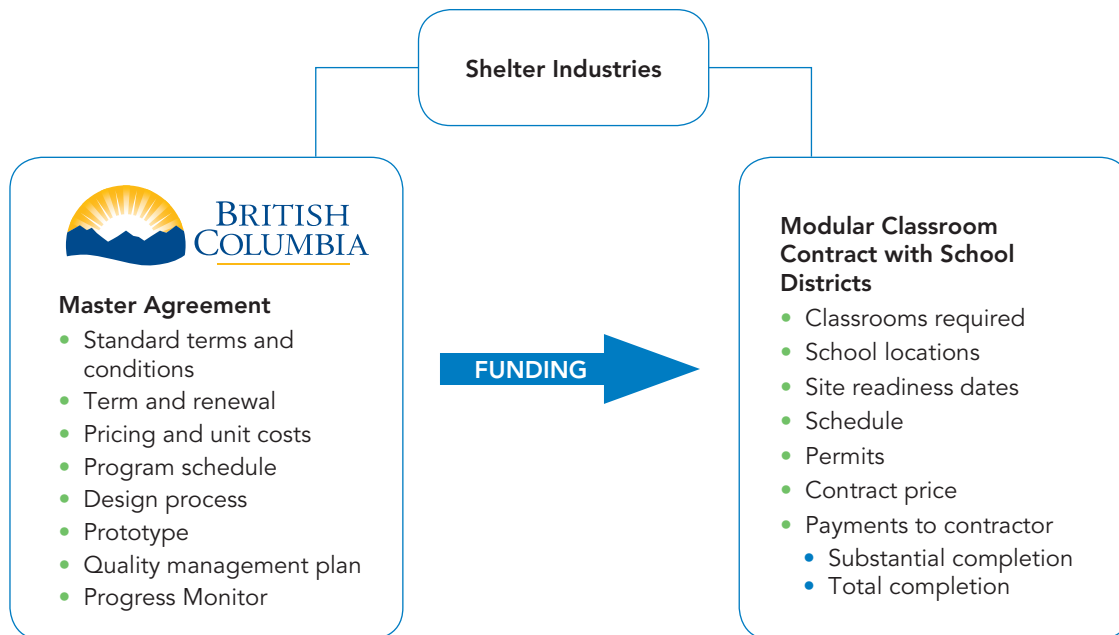 Shelter Industries
BRITISH
COLUMBIA
Master Agreement
• Standard terms and
conditions
• Term and renewal
• Pricing and unit costs
• Program schedule
• Design process
• Prototype
• Quality management plan
• Progress Monitor
FUNDING
Modular Classroom
Contract with School
Districts
• Classrooms required
• School locations
• Site readiness dates
• Schedule
• Permits
• Contract price
• Payments to contractor
• Substantial completion
• Total completion